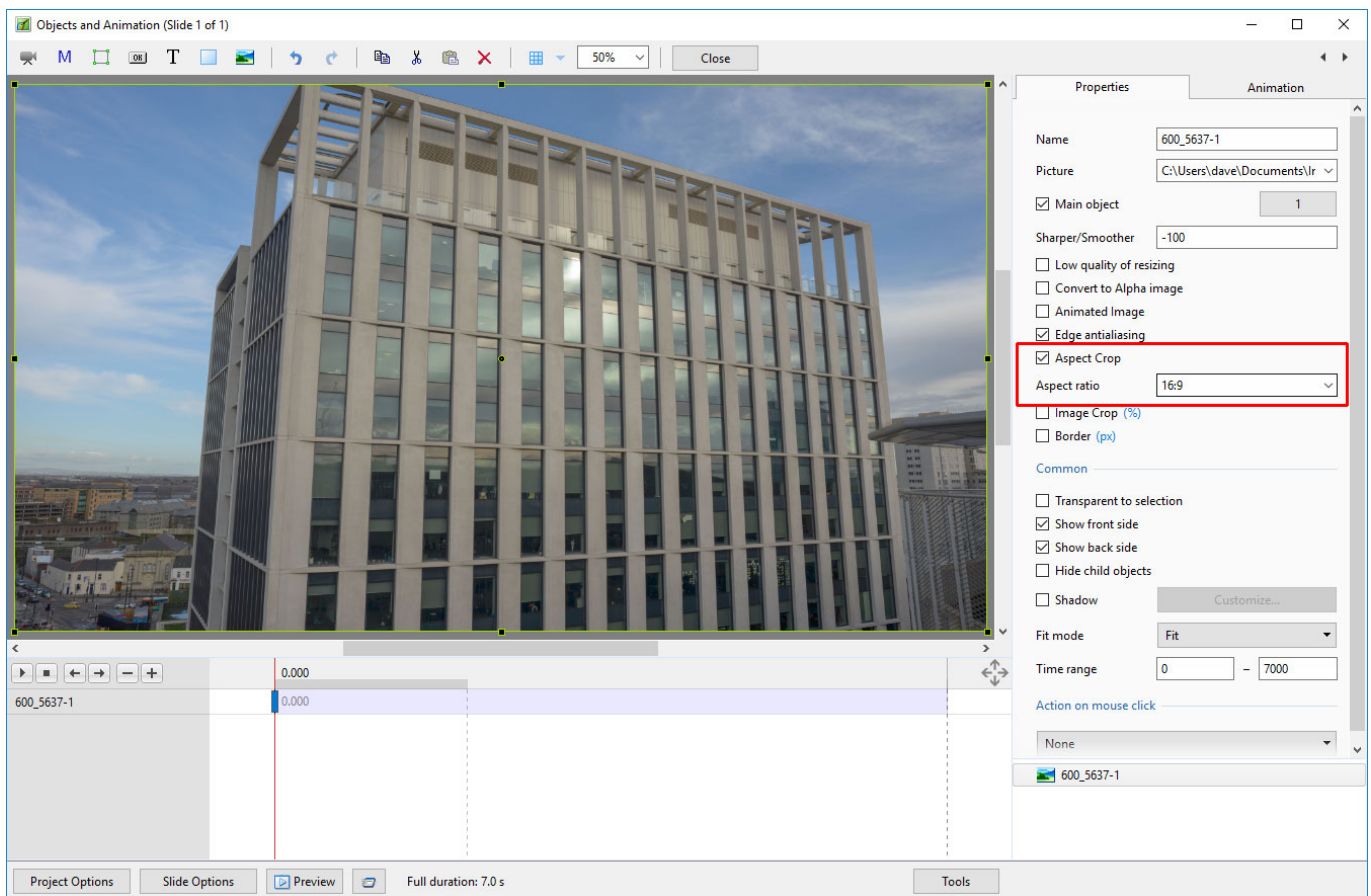 Objects and Animation (Slide 1 of 1)
M OK T 50% Close
Properties Animation
Name 600_5637-1
Picture C:\Users\dave\Documents\Ir
Main object 1
Sharper/Smoother -100
Low quality of resizing
Convert to Alpha image
Animated Image
Edge antialiasing
Aspect Crop
Aspect ratio 16:9
Image Crop (%)
Border (px)
Common
Transparent to selection
Show front side
Show back side
Hide child objects
Shadow Customize...
Fit mode Fit
Time range 0 – 7000
Action on mouse click
None
600_5637-1
0.000
600_5637-1 0.000
Project Options Slide Options Preview Full duration: 7.0 s Tools